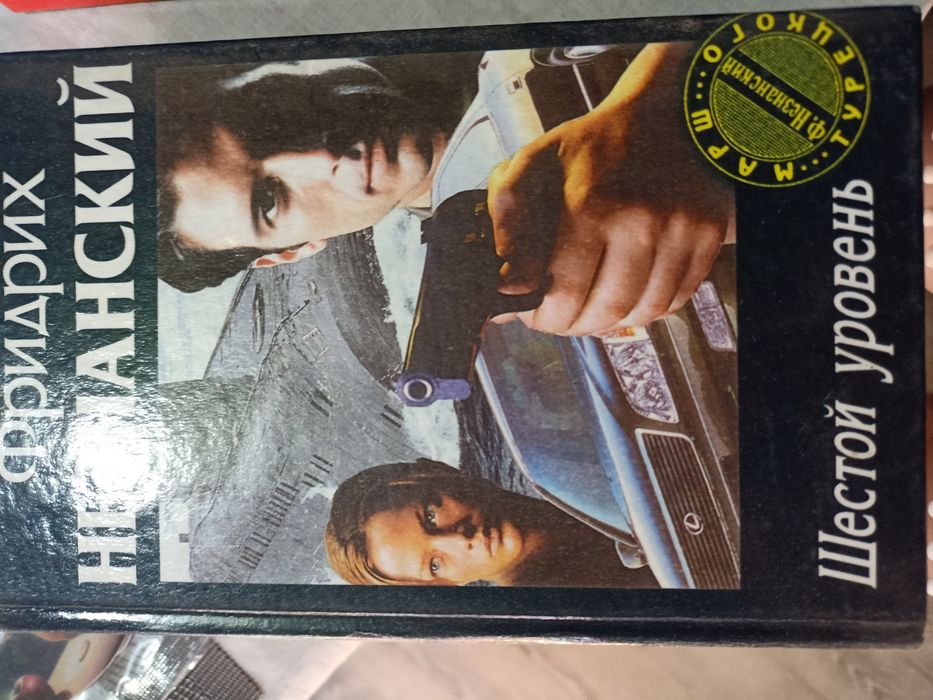 Фридрих
НЕЗНАНСКИЙ
МАРШ...
ТУРЕЦКОГО...
Ф. Незнанский
Шестой уровень